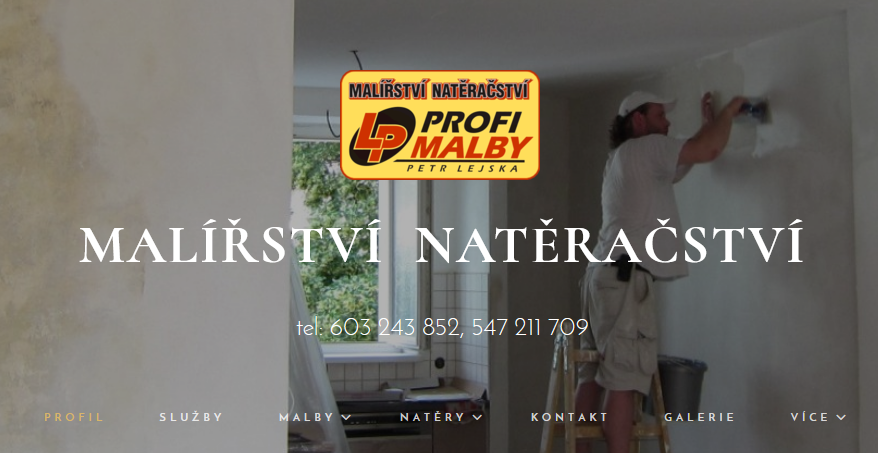 MALÍŘSTVÍ NATĚRAČSTVÍ
LP PROFI
MALBY
PETR LEJSKA
MALÍŘSTVÍ NATĚRAČSTVÍ
tel: 603 243 852, 547 211 709
PROFIL SLUŽBY MALBY NATĚRY KONTAKT GALERIE VÍCE